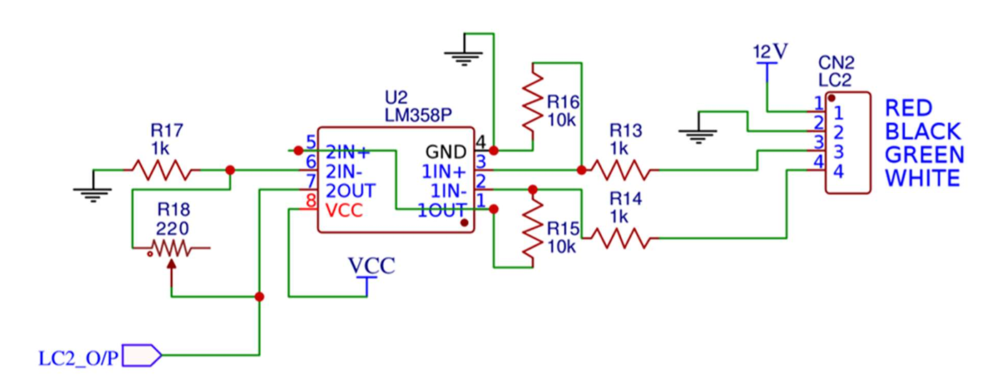 12V
CN2
LC2
U2
LM358P
R16
10k
R17
1k
R13
1k
1
2
3
4
1
2
3
4
RED
BLACK
GREEN
WHITE
5
6
7
8
2IN+
2IN-
2OUT
VCC
GND
1IN+
1IN-
1OUT
4
3
2
1
R14
1k
R18
220
R15
10k
VCC
LC2_O/P